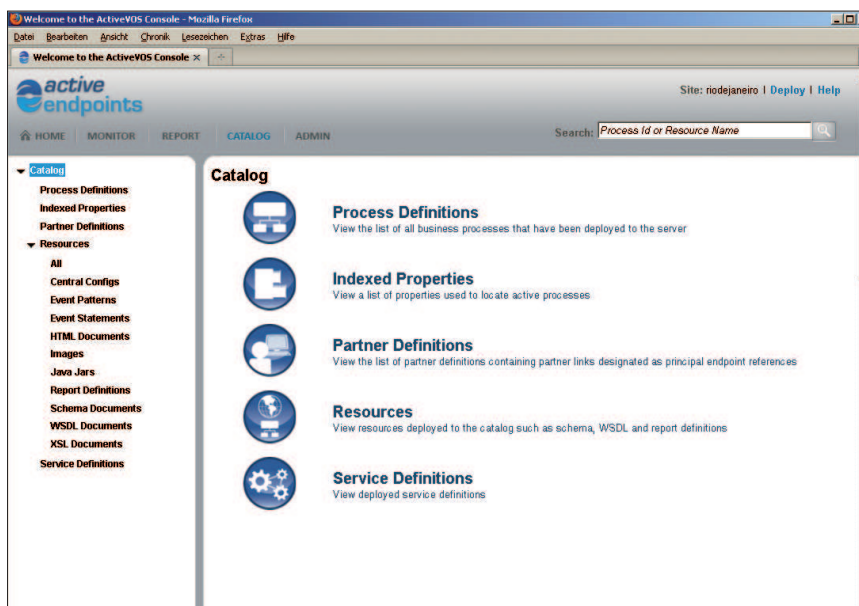 Welcome to the ActiveVOS Console - Mozilla Firefox
Datei Bearbeiten Ansicht Chronik Lesezeichen Extras Hilfe
Welcome to the ActiveVOS Console
active
endpoints
Site: riodejaneiro | Deploy | Help
HOME MONITOR REPORT CATALOG ADMIN Search: Process Id or Resource Name
Catalog
Process Definitions
Indexed Properties
Partner Definitions
Resources
All
Central Configs
Event Patterns
Event Statements
HTML Documents
Images
Java Jars
Report Definitions
Schema Documents
WSDL Documents
XSL Documents
Service Definitions
Catalog
Process Definitions
View the list of all business processes that have been deployed to the server
Indexed Properties
View a list of properties used to locate active processes
Partner Definitions
View the list of partner definitions containing partner links designated as principal endpoint references
Resources
View resources deployed to the catalog such as schema, WSDL and report definitions
Service Definitions
View deployed service definitions